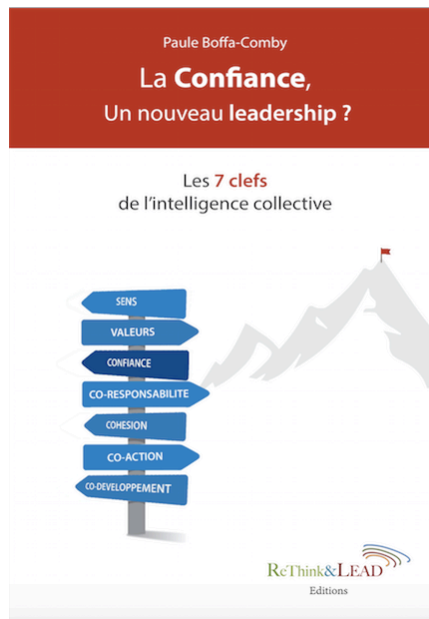 Paule Boffa-Comby
La Confiance,
Un nouveau leadership ?
Les 7 clefs
de l'intelligence collective
SENS
VALEURS
CONFIANCE
CO-RESPONSABILITE
COHESION
CO-ACTION
CO-DEVELOPPEMENT
ReThink&LEAD
Editions